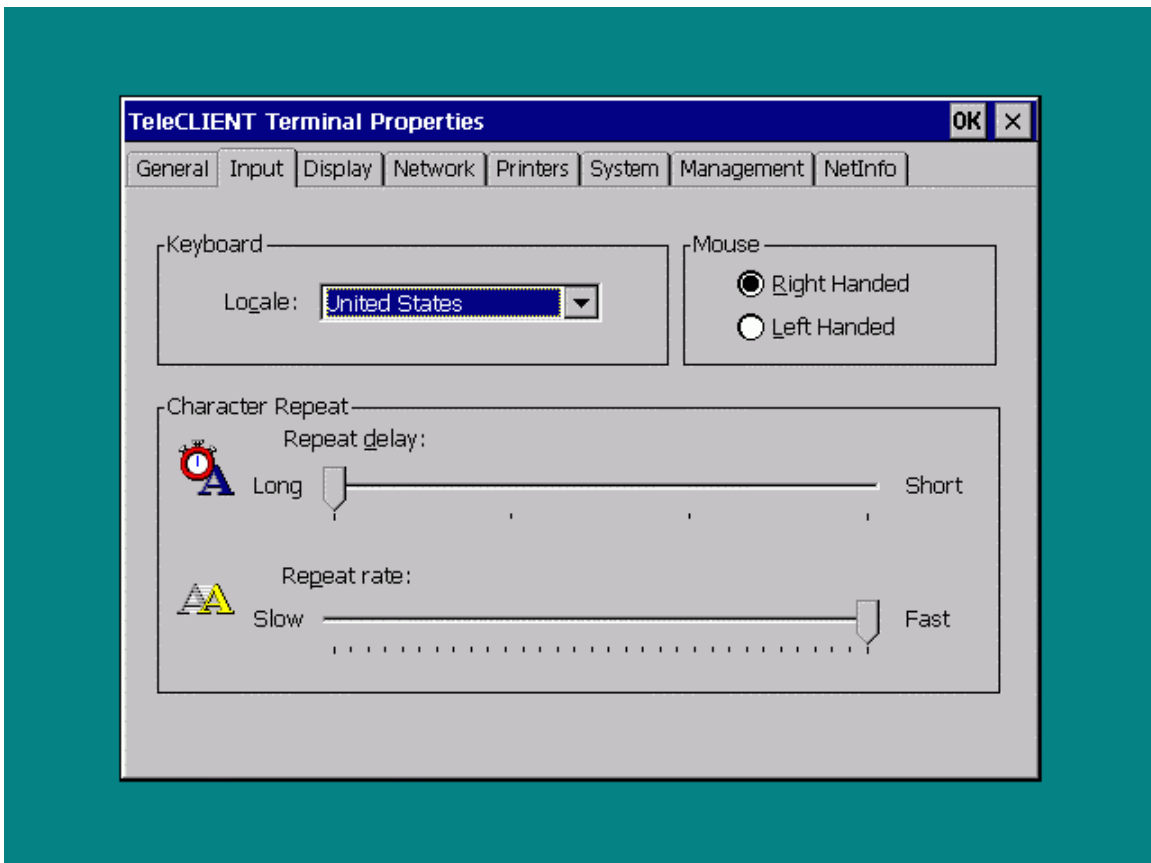 TeleCLIENT Terminal Properties OK ×
General Input Display Network Printers System Management NetInfo
Keyboard
Locale: United States
Mouse
Right Handed
Left Handed
Character Repeat
Repeat delay:
Long Short
Repeat rate:
Slow Fast